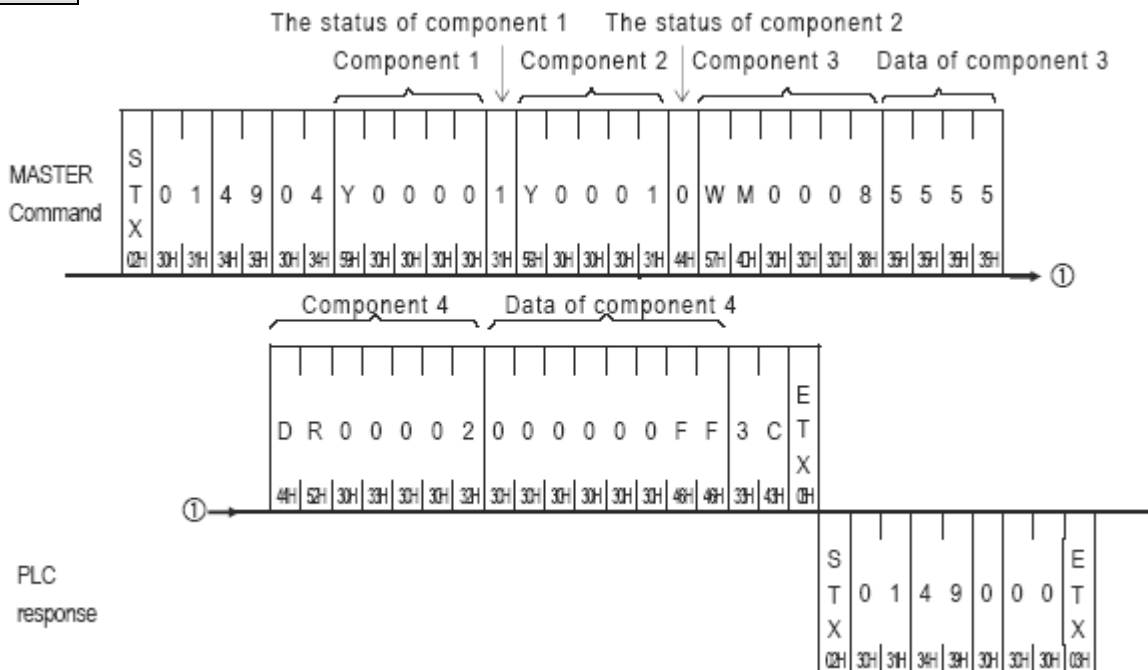 The status of component 1 The status of component 2
Component 1 Component 2 Component 3 Data of component 3
MASTER
Command
STX 0 1 4 9 0 4 Y 0 0 0 0 1 Y 0 0 0 1 0 W M 0 0 0 8 5 5 5 5
02H 30H 31H 34H 39H 30H 34H 59H 30H 30H 30H 30H 31H 59H 30H 30H 30H 31H 44H 57H 4DH 30H 30H 30H 38H 35H 35H 35H 35H
①
Component 4 Data of component 4
D R 0 0 0 0 2 0 0 0 0 0 0 F F 3 C ETX
44H 52H 30H 33H 30H 30H 32H 30H 30H 30H 30H 30H 30H 46H 46H 33H 43H 03H
①
PLC
response
STX 0 1 4 9 0 0 0 ETX
02H 30H 31H 34H 39H 30H 30H 30H 03H